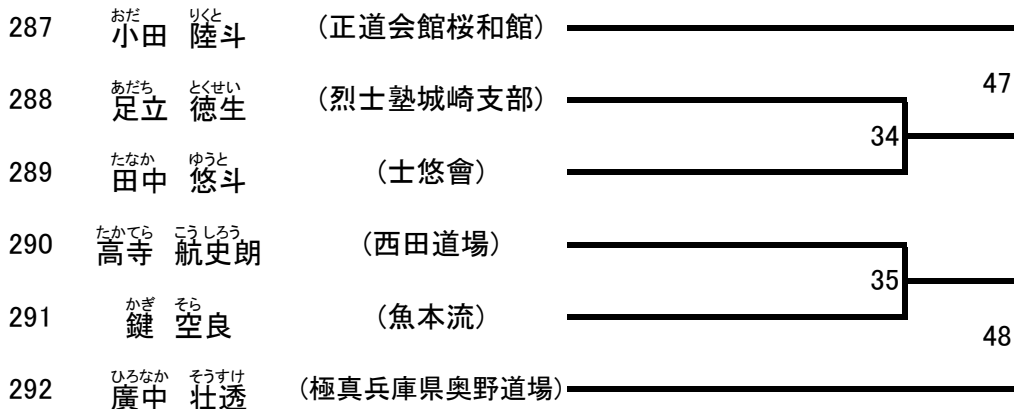 おだ りくと
287 小田 陸斗 （正道会館桜和館）
47
あだち とくせい
288 足立 徳生 （烈士塾城崎支部）
34
たなか ゆうと
289 田中 悠斗 （士悠會）
たかてら こうしろう
290 高寺 航史朗 （西田道場）
35
かぎ そら
291 鍵 空良 （魚本流）
48
ひろなか そうすけ
292 廣中 壮透 （極真兵庫県奥野道場）